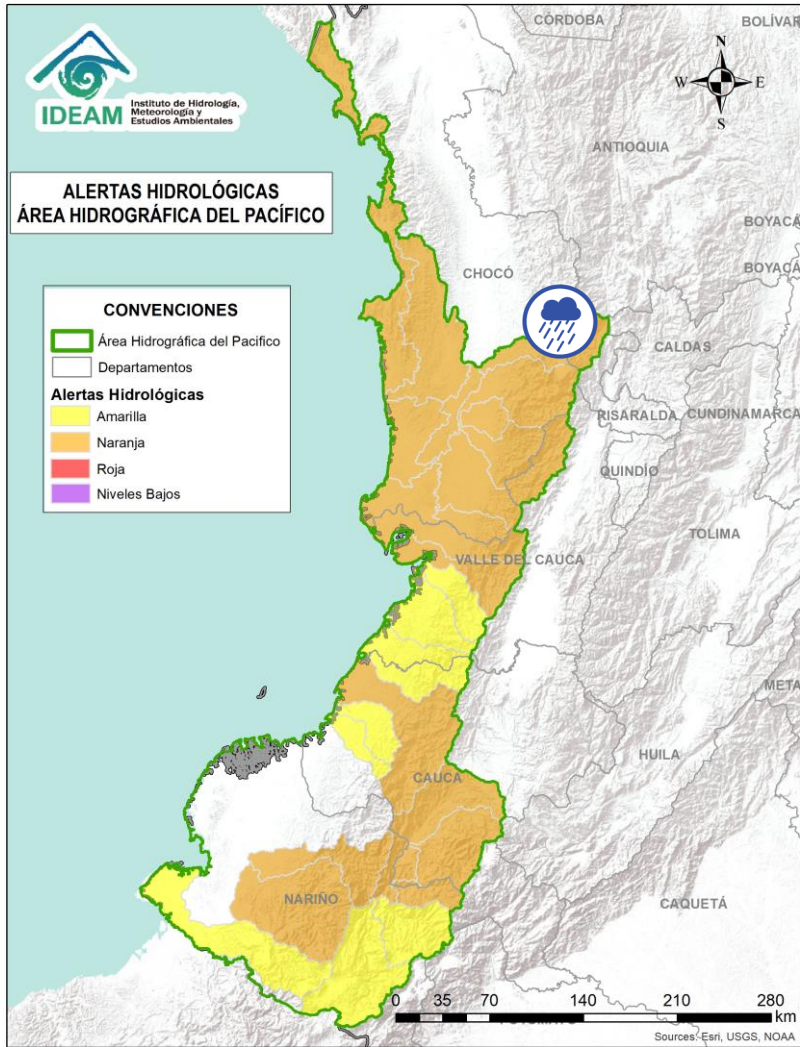 IDEAM
Instituto de Hidrología,
Meteorología y
Estudios Ambientales
ALERTAS HIDROLÓGICAS
ÁREA HIDROGRÁFICA DEL PACÍFICO
CONVENCIONES
Área Hidrográfica del Pacifico
Departamentos
Alertas Hidrológicas
Amarilla
Naranja
Roja
Niveles Bajos
N
W
E
S
CÓRDOBA
BOLÍVAR
ANTIOQUIA
BOYACÁ
BOYACÁ
CHOCÓ
CALDAS
RISARALDA
CUNDINAMARCA
QUINDÍO
TOLIMA
VALLE DEL CAUCA
META
HUILA
CAUCA
NARIÑO
CAQUETÁ
0 35 70 140 210 280
km
Sources: Esri, USGS, NOAA